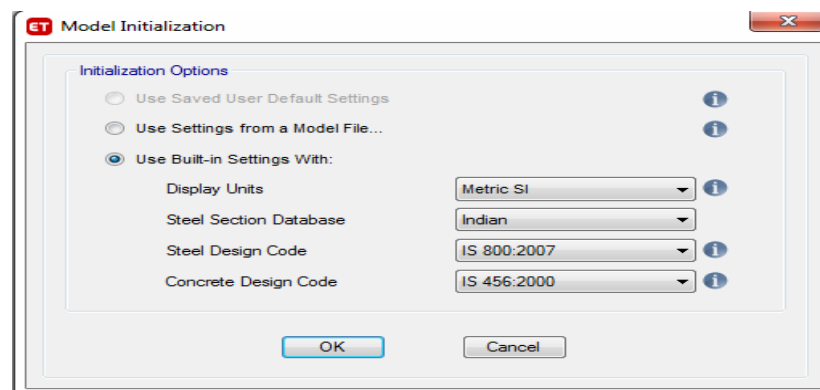 ET Model Initialization
Initialization Options
Use Saved User Default Settings
Use Settings from a Model File...
Use Built-in Settings With:
Display Units Metric SI
Steel Section Database Indian
Steel Design Code IS 800:2007
Concrete Design Code IS 456:2000
OK Cancel